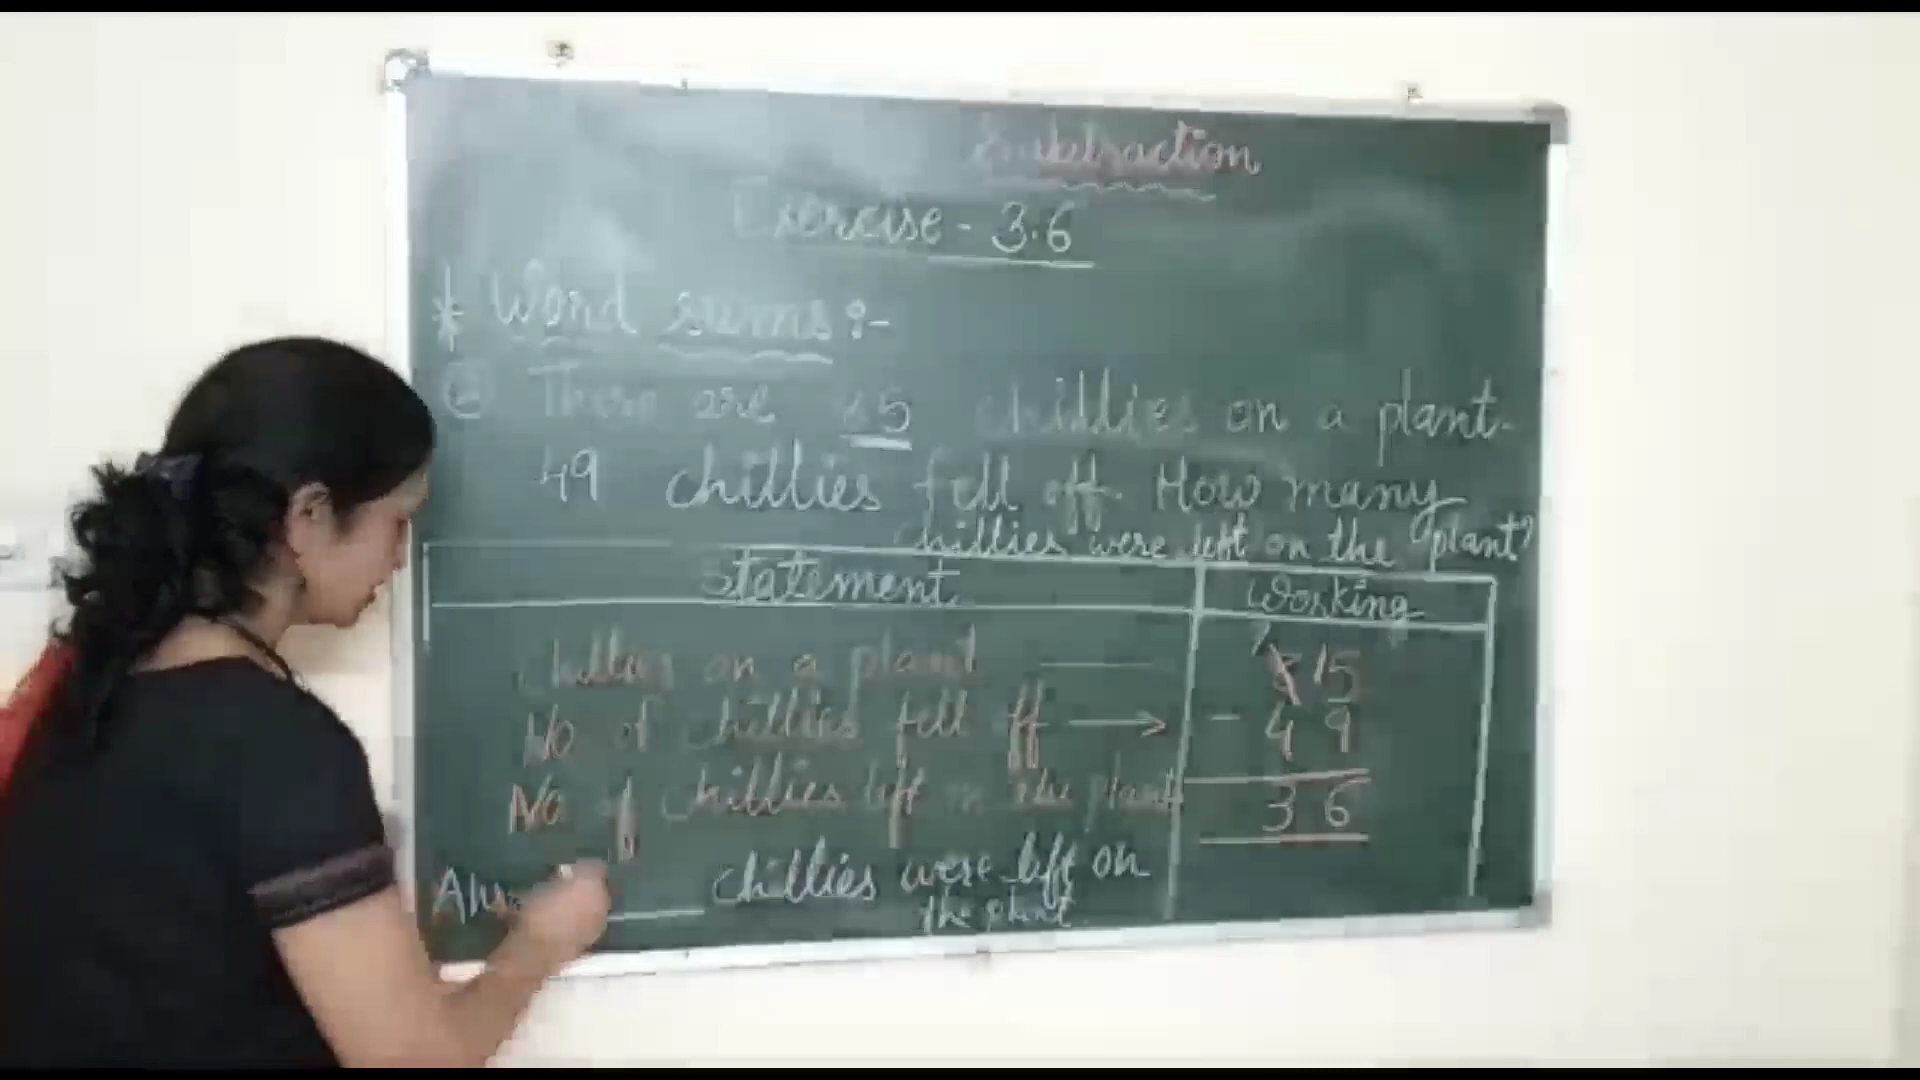 Subtraction
Exercise - 3.6
* Word sums :-
There are 85 chillies on a plant.
49 chillies fell off. How many
chillies were left on the plant?
Statement Working
Chillies on a plant 7 8 15
No of chillies fell off → - 4 9
No of chillies left on the plant 3 6
Ans ___ chillies were left on
the plant.